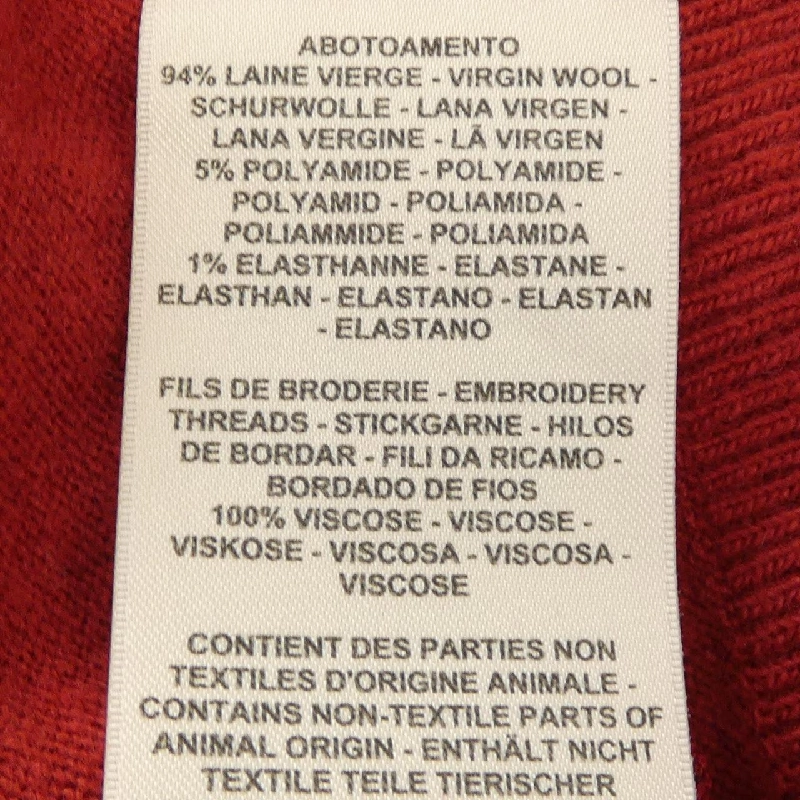 ABOTOAMENTO
94% LAINE VIERGE - VIRGIN WOOL -
SCHURWOLLE - LANA VIRGEN -
LANA VERGINE - LÃ VIRGEN
5% POLYAMIDE - POLYAMIDE -
POLYAMID - POLIAMIDA -
POLIAMMIDE - POLIAMIDA
1% ELASTHANNE - ELASTANE -
ELASTHAN - ELASTANO - ELASTAN
- ELASTANO
FILS DE BRODERIE - EMBROIDERY
THREADS - STICKGARNE - HILOS
DE BORDAR - FILI DA RICAMO -
BORDADO DE FIOS
100% VISCOSE - VISCOSE -
VISKOSE - VISCOSA - VISCOSA -
VISCOSE
CONTIENT DES PARTIES NON
TEXTILES D'ORIGINE ANIMALE -
CONTAINS NON-TEXTILE PARTS OF
ANIMAL ORIGIN - ENTHÄLT NICHT
TEXTILE TEILE TIERISCHER